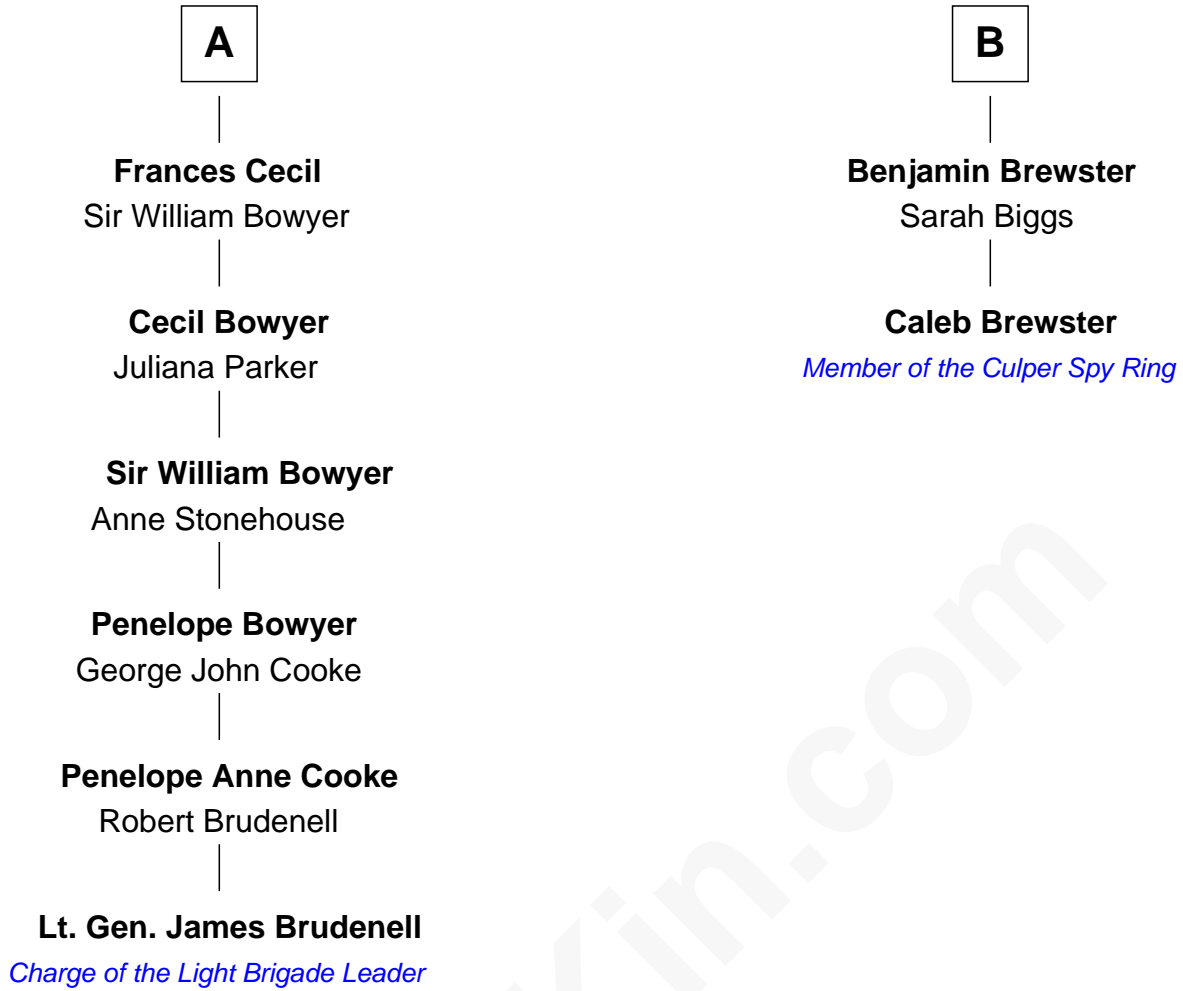 A
Frances Cecil
Sir William Bowyer
Cecil Bowyer
Juliana Parker
Sir William Bowyer
Anne Stonehouse
Penelope Bowyer
George John Cooke
Penelope Anne Cooke
Robert Brudenell
Lt. Gen. James Brudenell
Charge of the Light Brigade Leader
B
Benjamin Brewster
Sarah Biggs
Caleb Brewster
Member of the Culper Spy Ring
in.com